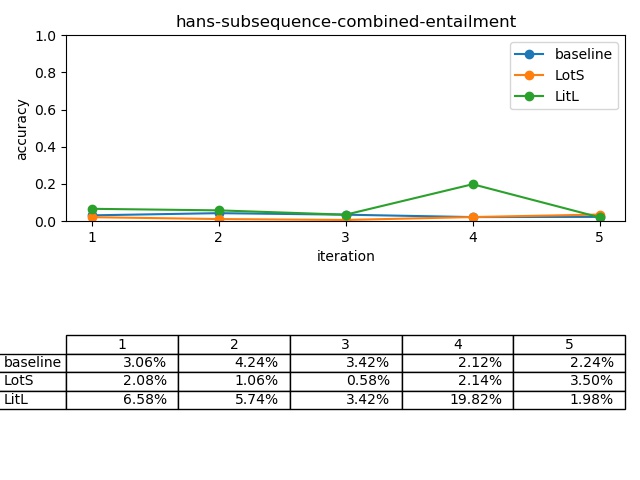 hans-subsequence-combined-entailment
1.0
0.8
0.6
0.4
0.2
0.0
accuracy
baseline
LotS
LitL
1 2 3 4 5
iteration
1 2 3 4 5
baseline 3.06% 4.24% 3.42% 2.12% 2.24%
LotS 2.08% 1.06% 0.58% 2.14% 3.50%
LitL 6.58% 5.74% 3.42% 19.82% 1.98%